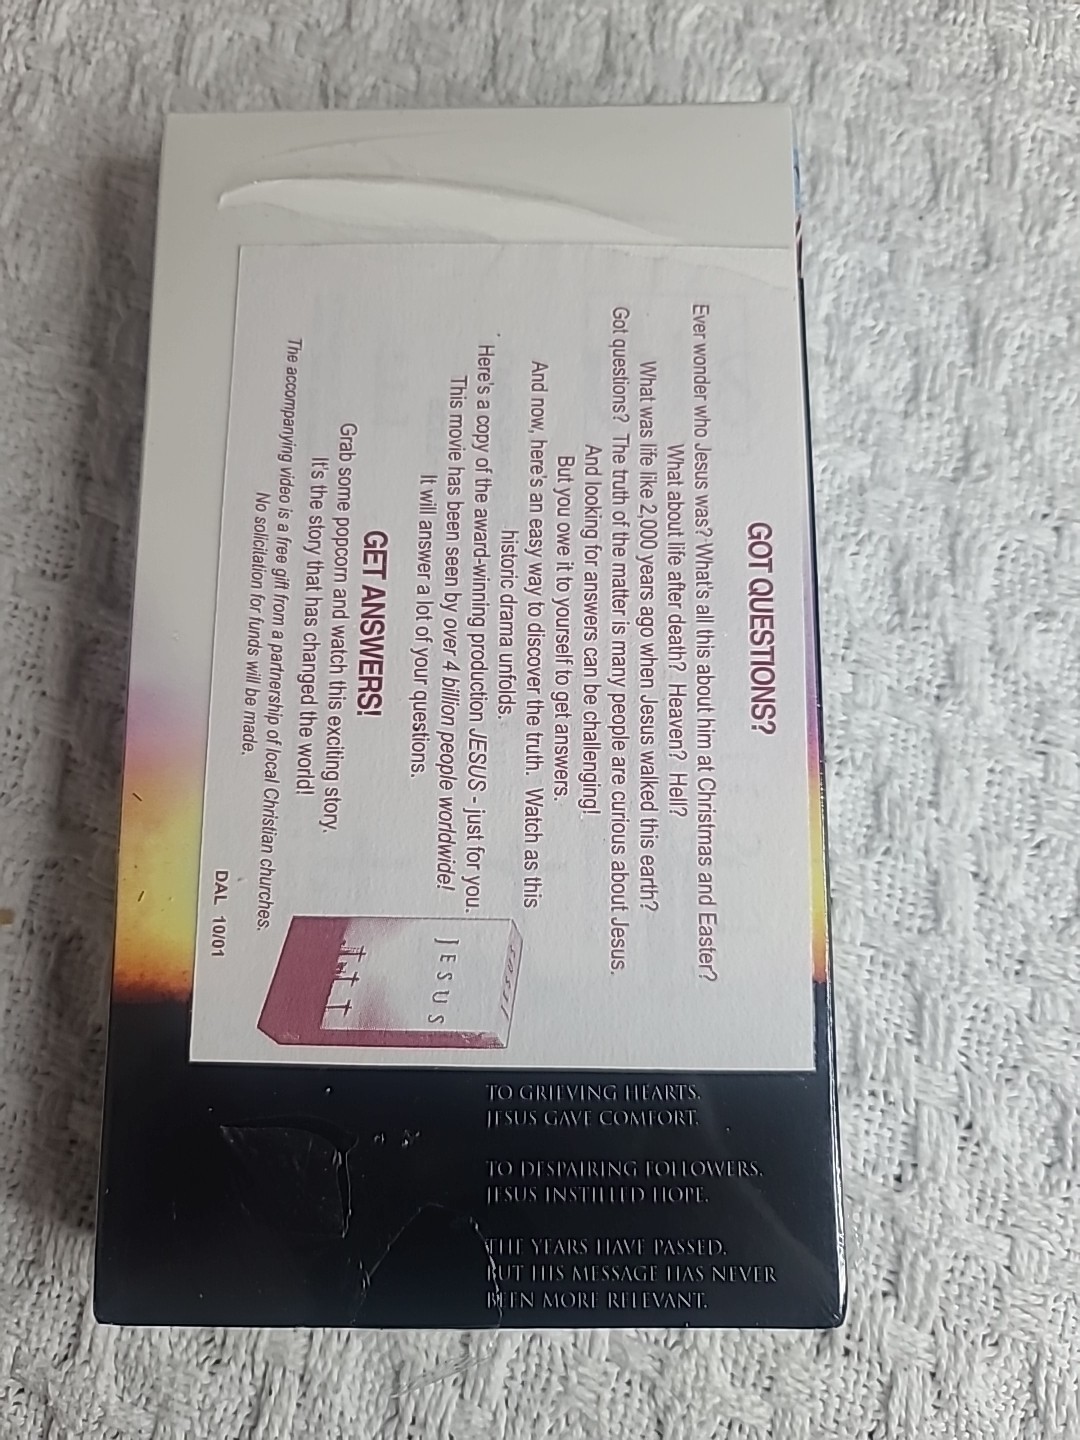 GOT QUESTIONS?
Ever wonder who Jesus was? What's all this about him at Christmas and Easter?
What about life after death? Heaven? Hell?
What was life like 2,000 years ago when Jesus walked this earth?
Got questions? The truth of the matter is many people are curious about Jesus.
And looking for answers can be challenging!
But you owe it to yourself to get answers.
And now, here's an easy way to discover the truth. Watch as this
historic drama unfolds.
Here's a copy of the award-winning production JESUS - just for you.
This movie has been seen by over 4 billion people worldwide!
It will answer a lot of your questions.
GET ANSWERS!
Grab some popcorn and watch this exciting story.
It's the story that has changed the world!
The accompanying video is a free gift from a partnership of local Christian churches.
No solicitation for funds will be made.
DAL 10/01
JESUS
JESUS
TO GRIEVING HEARTS,
JESUS GAVE COMFORT.
TO DESPAIRING FOLLOWERS,
JESUS INSTILLED HOPE.
THE YEARS HAVE PASSED,
BUT HIS MESSAGE HAS NEVER
BEEN MORE RELEVANT.